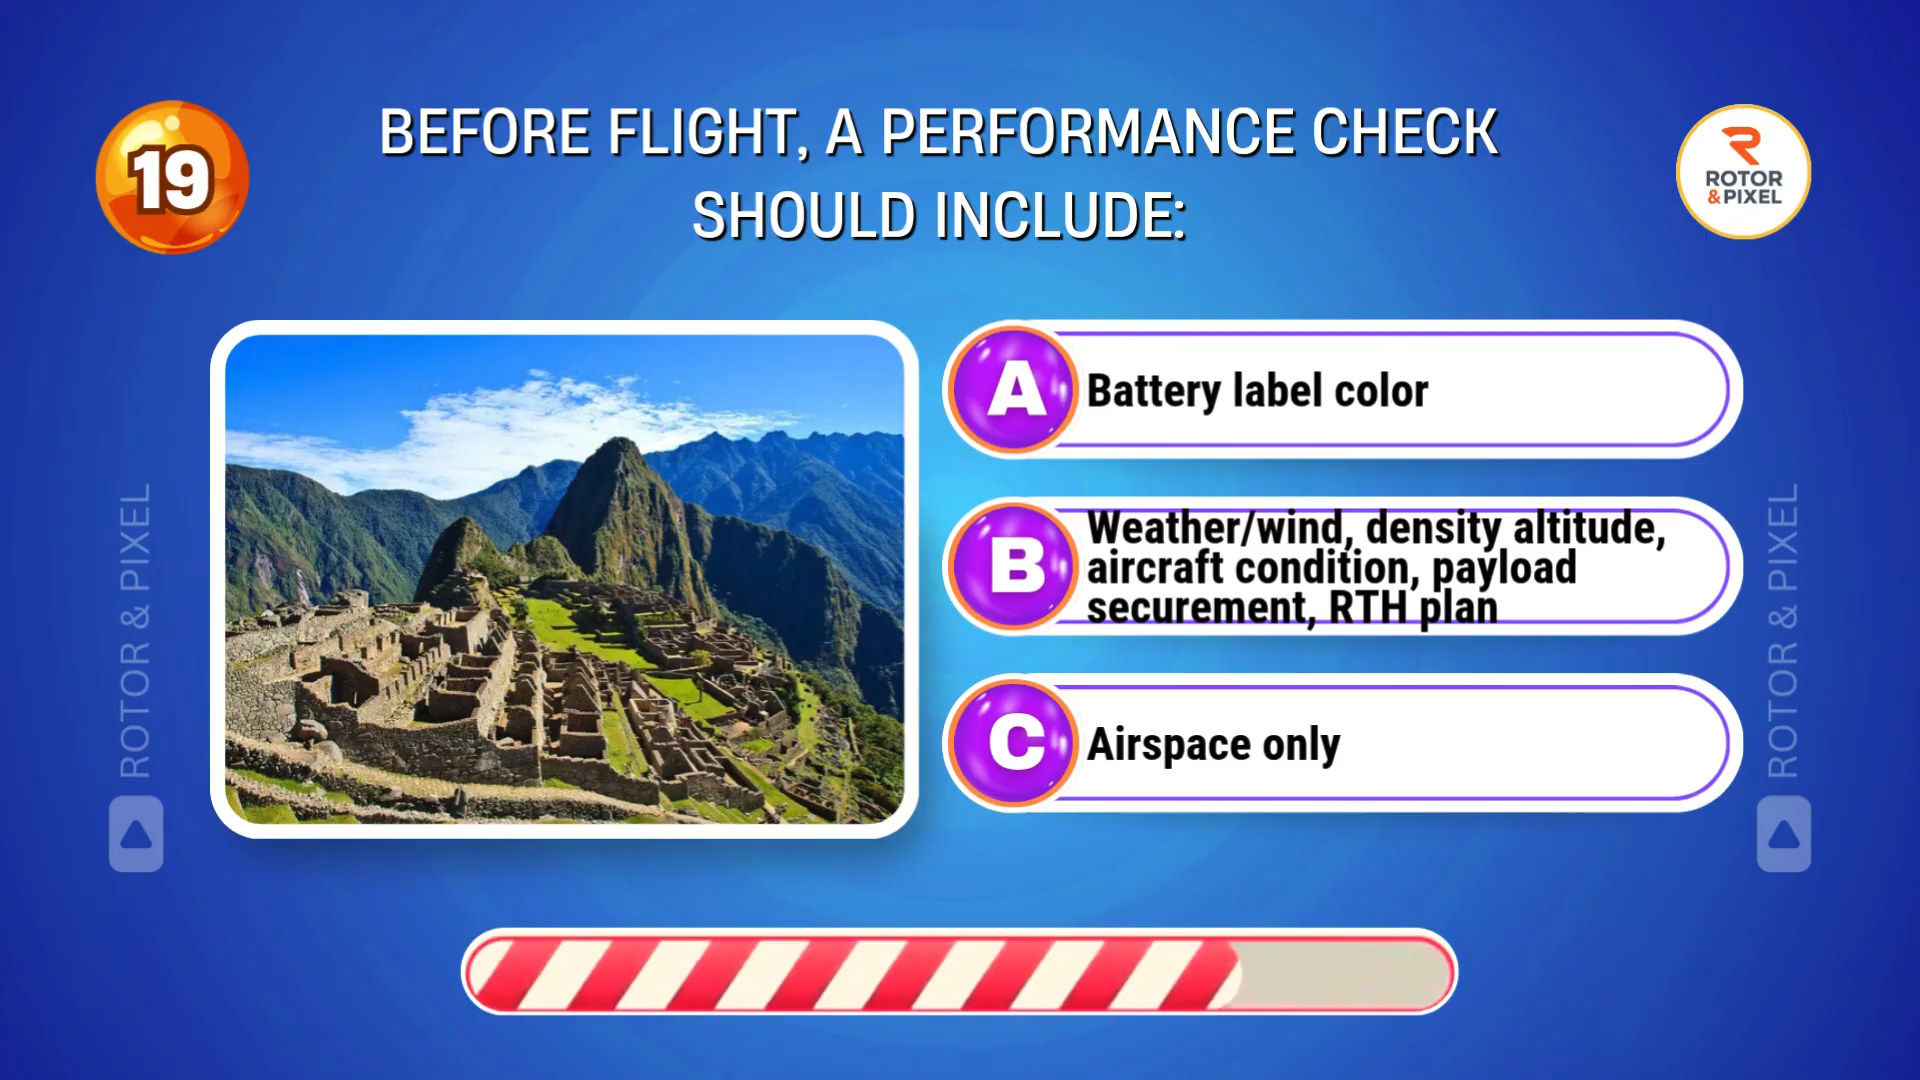 19
BEFORE FLIGHT, A PERFORMANCE CHECK
SHOULD INCLUDE:
ROTOR
&PIXEL
A
Battery label color
B
Weather/wind, density altitude,
aircraft condition, payload
securement, RTH plan
C
Airspace only
ROTOR & PIXEL
ROTOR & PIXEL